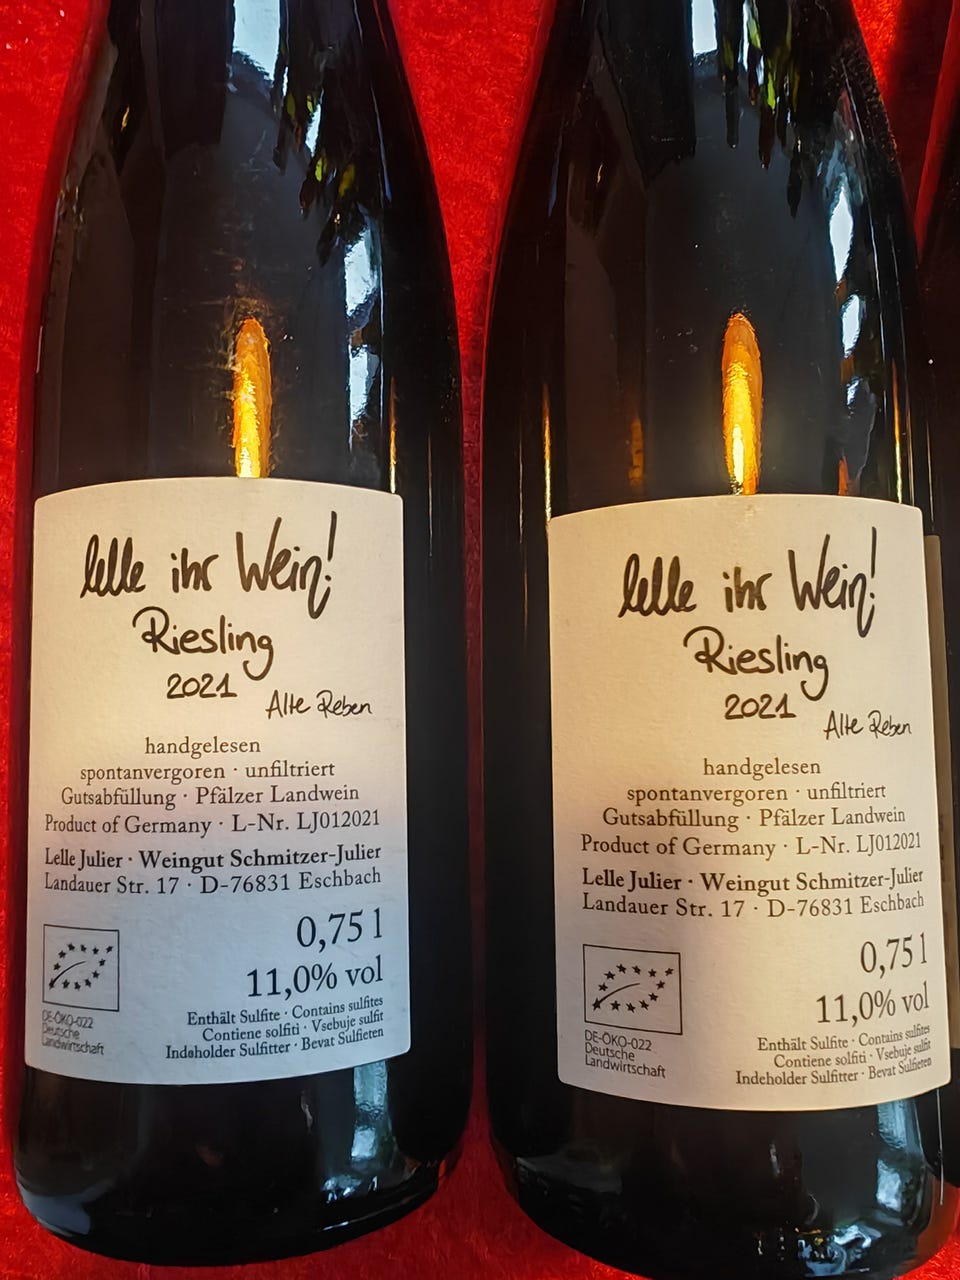 lelle ihr Wein!
Riesling
2021
Alte Reben
handgelesen
spontanvergoren · unfiltriert
Gutsabfüllung · Pfälzer Landwein
Product of Germany · L-Nr. LJ012021
Lelle Julier · Weingut Schmitzer-Julier
Landauer Str. 17 · D-76831 Eschbach
0,75 l
11,0% vol
Enthält Sulfite · Contains sulfites
Contiene solfiti · Vsebuje sulfit
Indeholder Sulfitter · Bevat Sulfieten
DE-ÖKO-022
Deutsche
Landwirtschaft
lelle ihr Wein!
Riesling
2021
Alte Reben
handgelesen
spontanvergoren · unfiltriert
Gutsabfüllung · Pfälzer Landwein
Product of Germany · L-Nr. LJ012021
Lelle Julier · Weingut Schmitzer-Julier
Landauer Str. 17 · D-76831 Eschbach
0,75 l
11,0% vol
Enthält Sulfite · Contains sulfites
Contiene solfiti · Vsebuje sulfit
Indeholder Sulfitter · Bevat Sulfieten
DE-ÖKO-022
Deutsche
Landwirtschaft